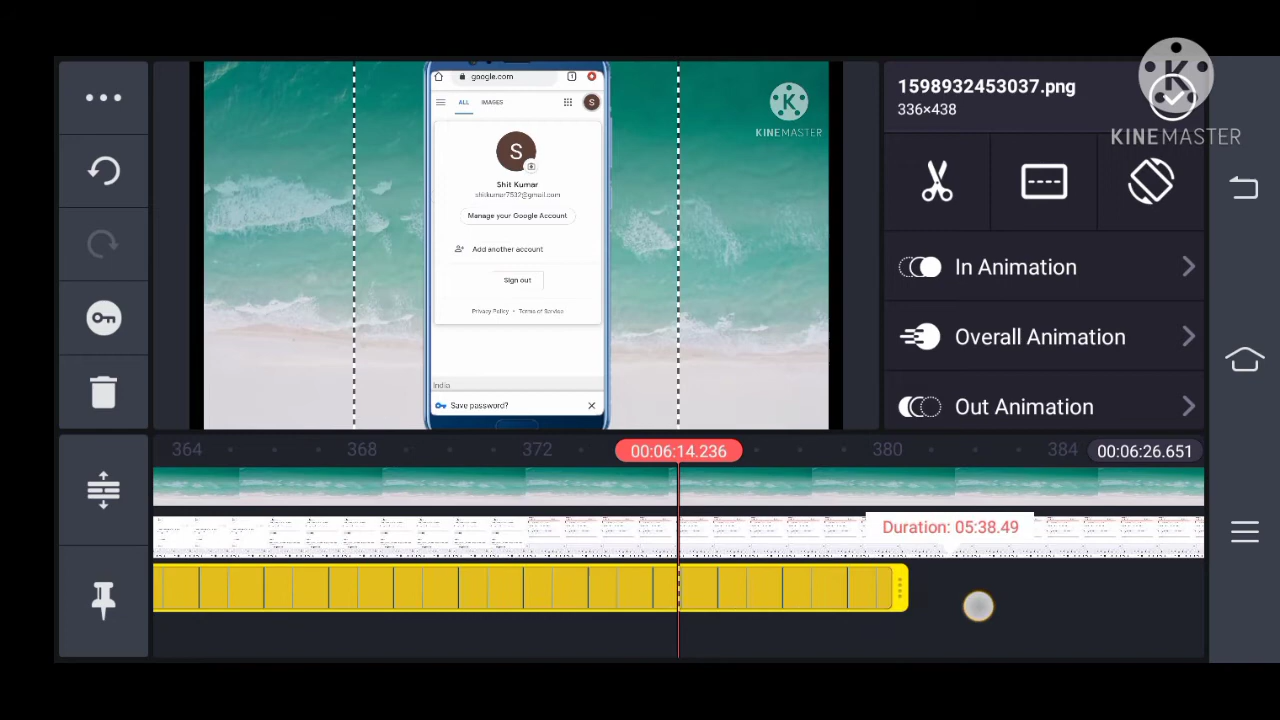 1598932453037.png
336×438
KINEMASTER
google.com
1
ALL IMAGES
S
KINEMASTER
S
Shit Kumar
shitkumar7532@gmail.com
Manage your Google Account
Add another account
Sign out
Privacy Policy • Terms of Service
India
Save password?
In Animation
Overall Animation
Out Animation
364
368
372
00:06:14.236
380
384
00:06:26.651
Duration: 05:38.49